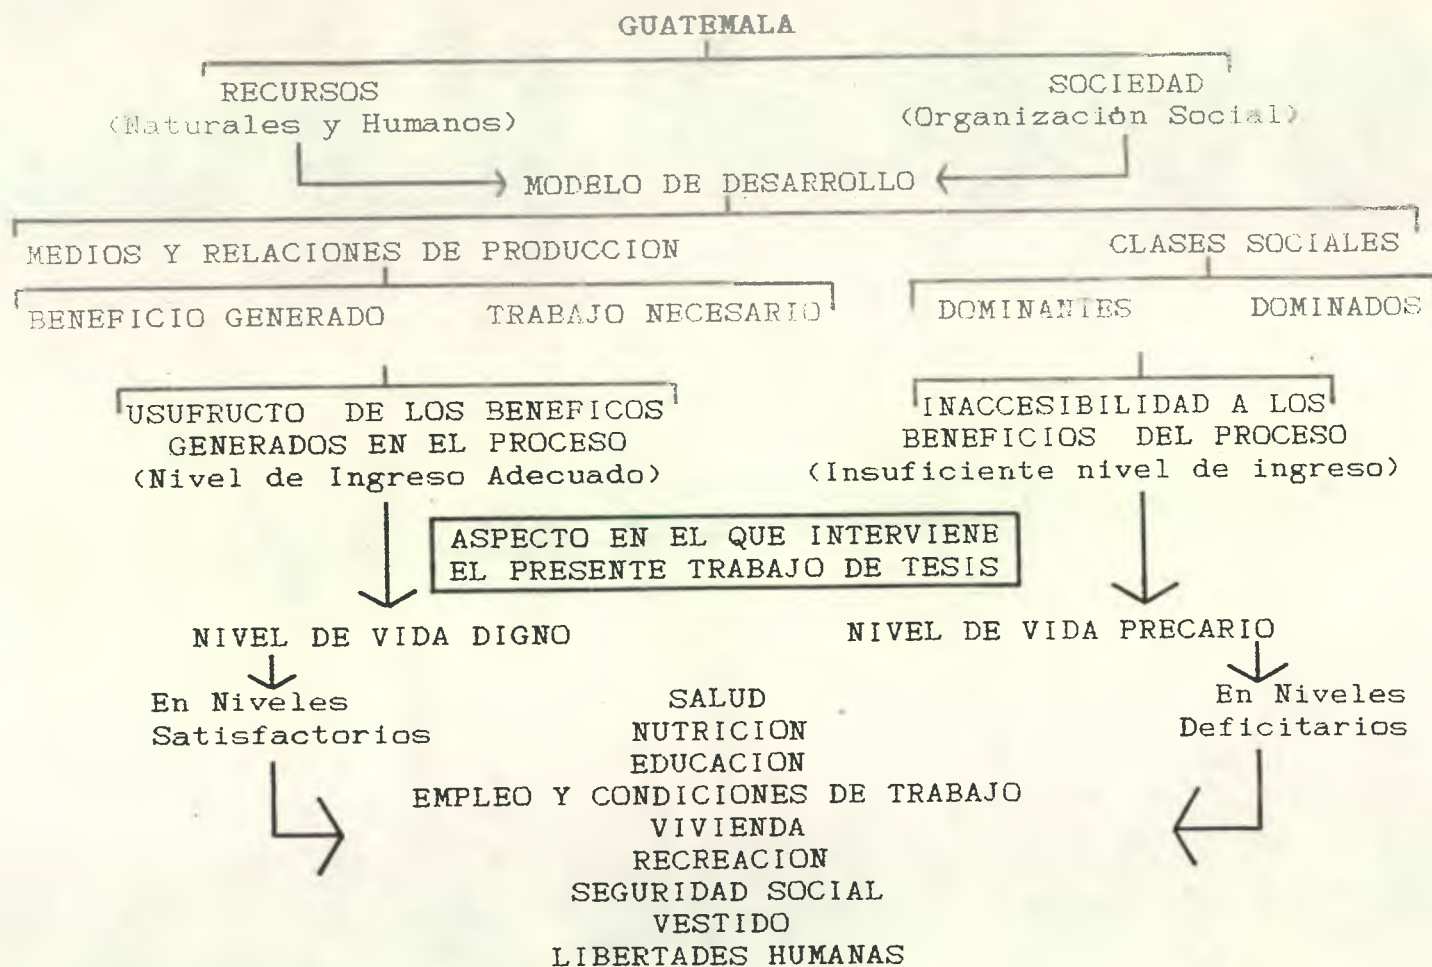 GUATEMALA
RECURSOS
(Naturales y Humanos)
SOCIEDAD
(Organización Social)
MODELO DE DESARROLLO
MEDIOS Y RELACIONES DE PRODUCCION
CLASES SOCIALES
BENEFICIO GENERADO
TRABAJO NECESARIO
DOMINANTES
DOMINADOS
USUFRUCTO DE LOS BENEFICOS
GENERADOS EN EL PROCESO
(Nivel de Ingreso Adecuado)
INACCESIBILIDAD A LOS
BENEFICIOS DEL PROCESO
(Insuficiente nivel de ingreso)
ASPECTO EN EL QUE INTERVIENE
EL PRESENTE TRABAJO DE TESIS
NIVEL DE VIDA DIGNO
NIVEL DE VIDA PRECARIO
En Niveles
Satisfactorios
En Niveles
Deficitarios
SALUD
NUTRICION
EDUCACION
EMPLEO Y CONDICIONES DE TRABAJO
VIVIENDA
RECREACION
SEGURIDAD SOCIAL
VESTIDO
LIBERTADES HUMANAS